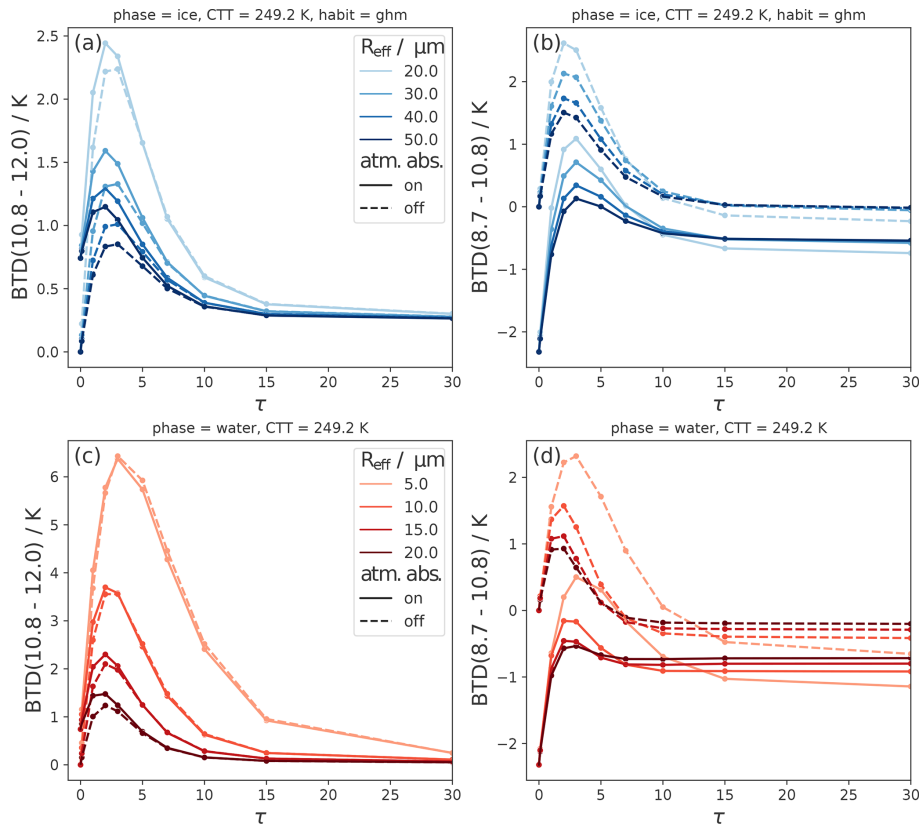 phase = ice, CTT = 249.2 K, habit = ghm
(a)
BTD(10.8 - 12.0) / K
2.5
2.0
1.5
1.0
0.5
0.0
0 5 10 15 20 25 30
τ
Reff / μm
20.0
30.0
40.0
50.0
atm. abs.
on
off
phase = ice, CTT = 249.2 K, habit = ghm
(b)
BTD(8.7 - 10.8) / K
2
1
0
−1
−2
0 5 10 15 20 25 30
τ
phase = water, CTT = 249.2 K
(c)
BTD(10.8 - 12.0) / K
6
5
4
3
2
1
0
0 5 10 15 20 25 30
τ
Reff / μm
5.0
10.0
15.0
20.0
atm. abs.
on
off
phase = water, CTT = 249.2 K
(d)
BTD(8.7 - 10.8) / K
2
1
0
−1
−2
0 5 10 15 20 25 30
τ